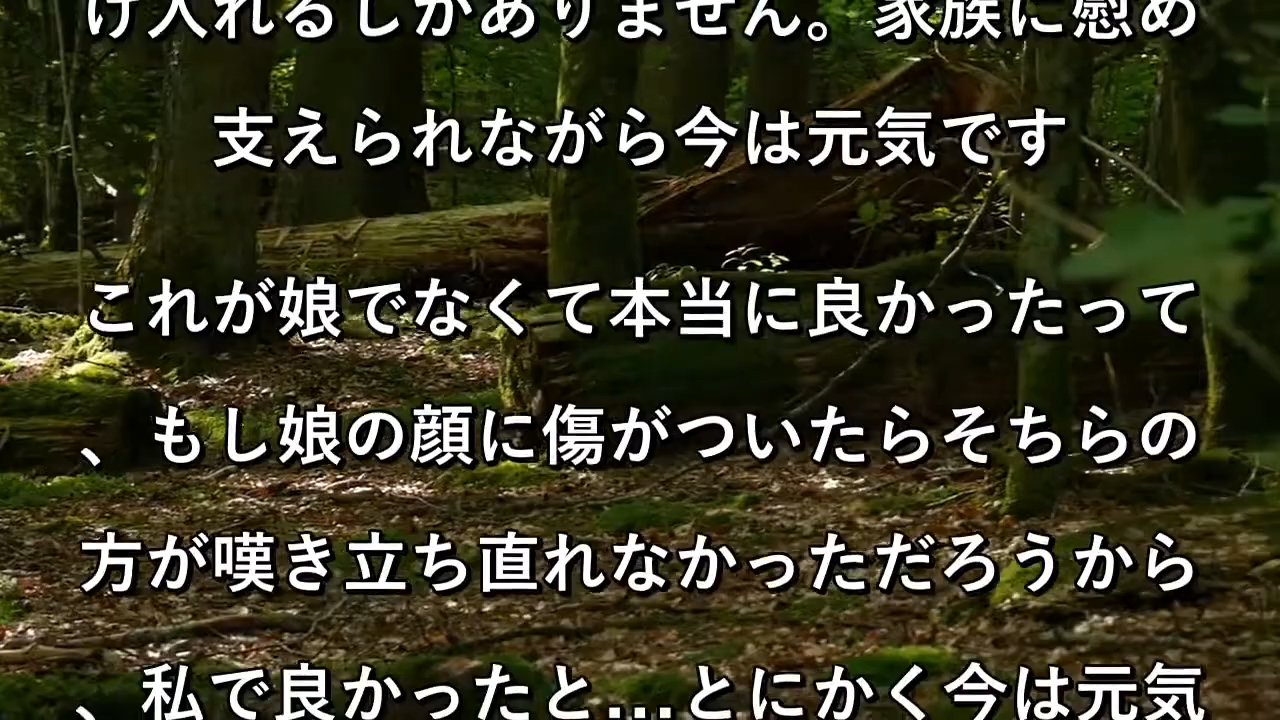 け入れるしかありません。家族に慰め
支えられながら今は元気です
これが娘でなくて本当に良かったって
、もし娘の顔に傷がついたらそちらの
方が嘆き立ち直れなかっただろうから
、私で良かったと…とにかく今は元気